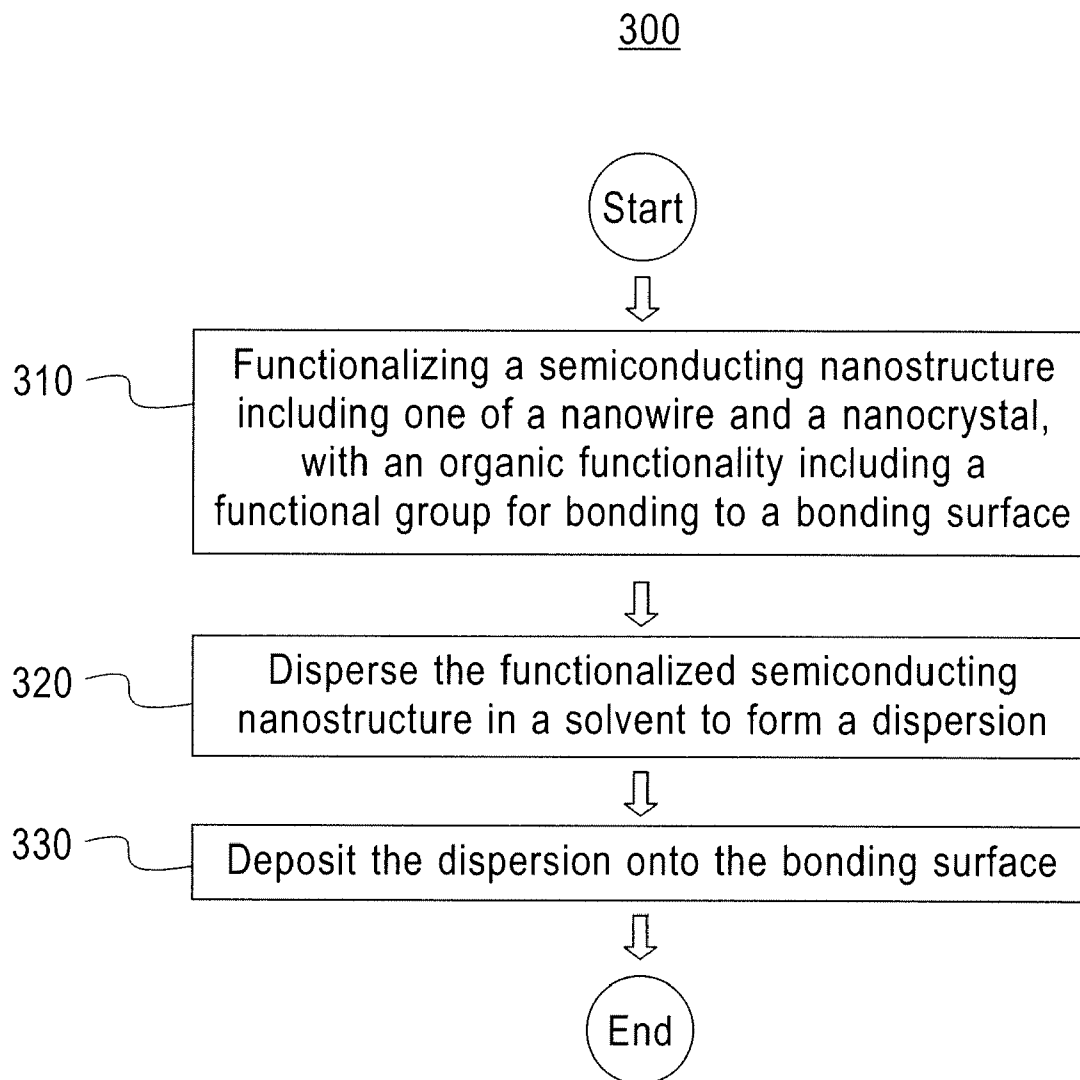 300
Start
310
Functionalizing a semiconducting nanostructure
including one of a nanowire and a nanocrystal,
with an organic functionality including a
functional group for bonding to a bonding surface
320
Disperse the functionalized semiconducting
nanostructure in a solvent to form a dispersion
330
Deposit the dispersion onto the bonding surface
End